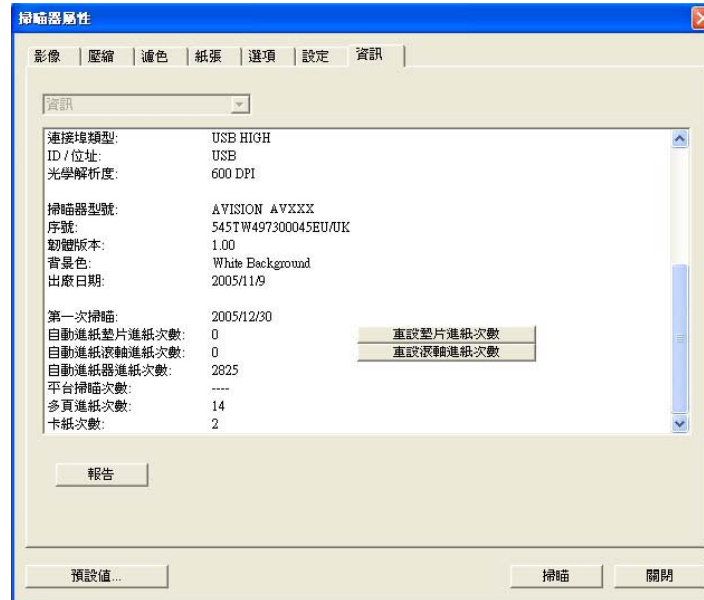 掃瞄器屬性
影像 壓縮 濾色 紙張 選項 設定 資訊
資訊
連接埠類型: USB HIGH
ID / 位址: USB
光學解析度: 600 DPI
掃瞄器型號: AVISION AVXXX
序號: 545TW497300045EU/UK
韌體版本: 1.00
背景色: White Background
出廠日期: 2005/11/9
第一次掃瞄: 2005/12/30
自動進紙墊片進紙次數: 0 重設墊片進紙次數
自動進紙滾軸進紙次數: 0 重設滾軸進紙次數
自動進紙器進紙次數: 2825
平台掃瞄次數: ----
多頁進紙次數: 14
卡紙次數: 2
報告
預設值... 掃瞄 關閉